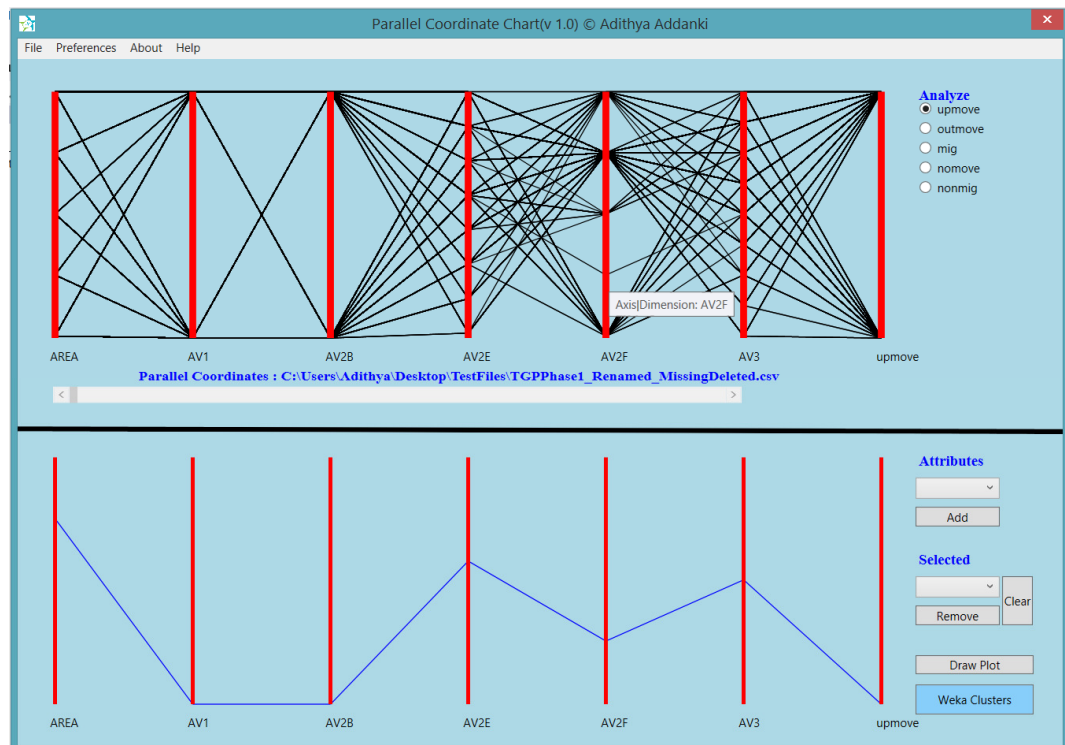 Parallel Coordinate Chart(v 1.0) © Adithya Addanki
File Preferences About Help
Analyze
upmove
outmove
mig
nomove
nonmig
Axis|Dimension: AV2F
AREA AV1 AV2B AV2E AV2F AV3 upmove
Parallel Coordinates : C:\Users\Adithya\Desktop\TestFiles\TGPPhase1_Renamed_MissingDeleted.csv
Attributes
Add
Selected
Clear
Remove
Draw Plot
Weka Clusters
AREA AV1 AV2B AV2E AV2F AV3 upmove